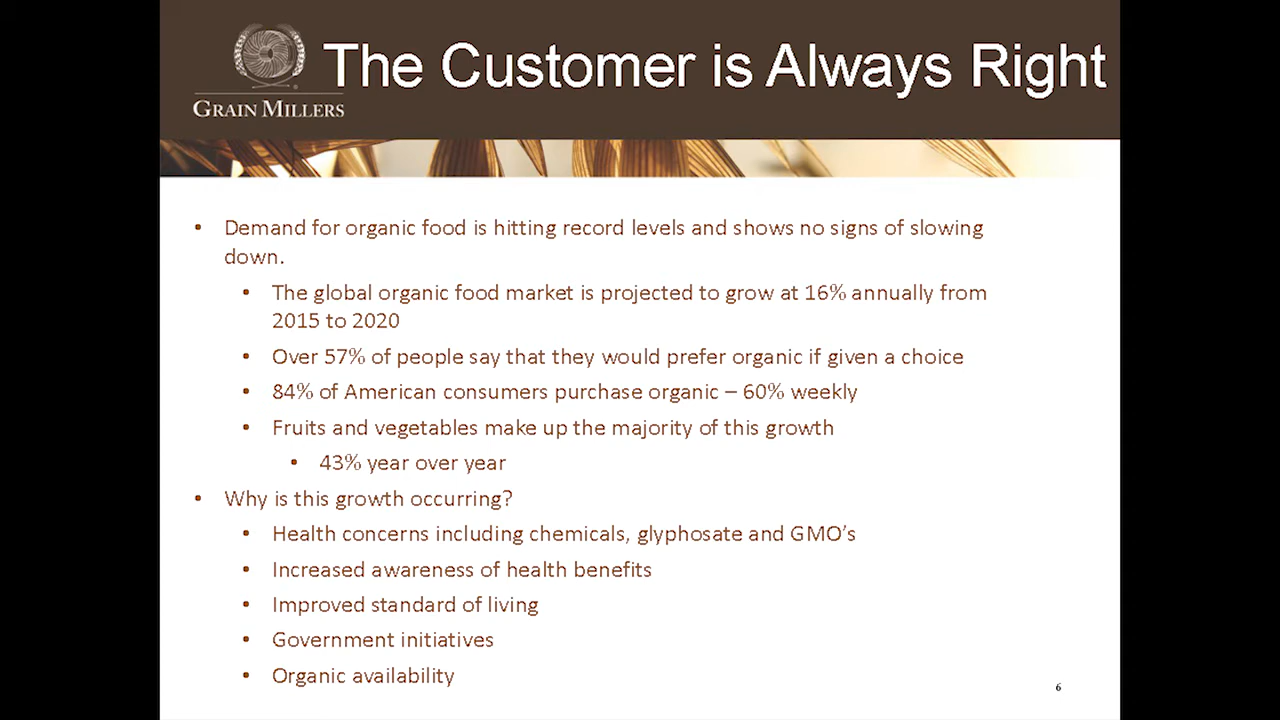 The Customer is Always Right
GRAIN MILLERS
• Demand for organic food is hitting record levels and shows no signs of slowing
down.
• The global organic food market is projected to grow at 16% annually from
2015 to 2020
• Over 57% of people say that they would prefer organic if given a choice
• 84% of American consumers purchase organic – 60% weekly
• Fruits and vegetables make up the majority of this growth
• 43% year over year
• Why is this growth occurring?
• Health concerns including chemicals, glyphosate and GMO’s
• Increased awareness of health benefits
• Improved standard of living
• Government initiatives
• Organic availability
6